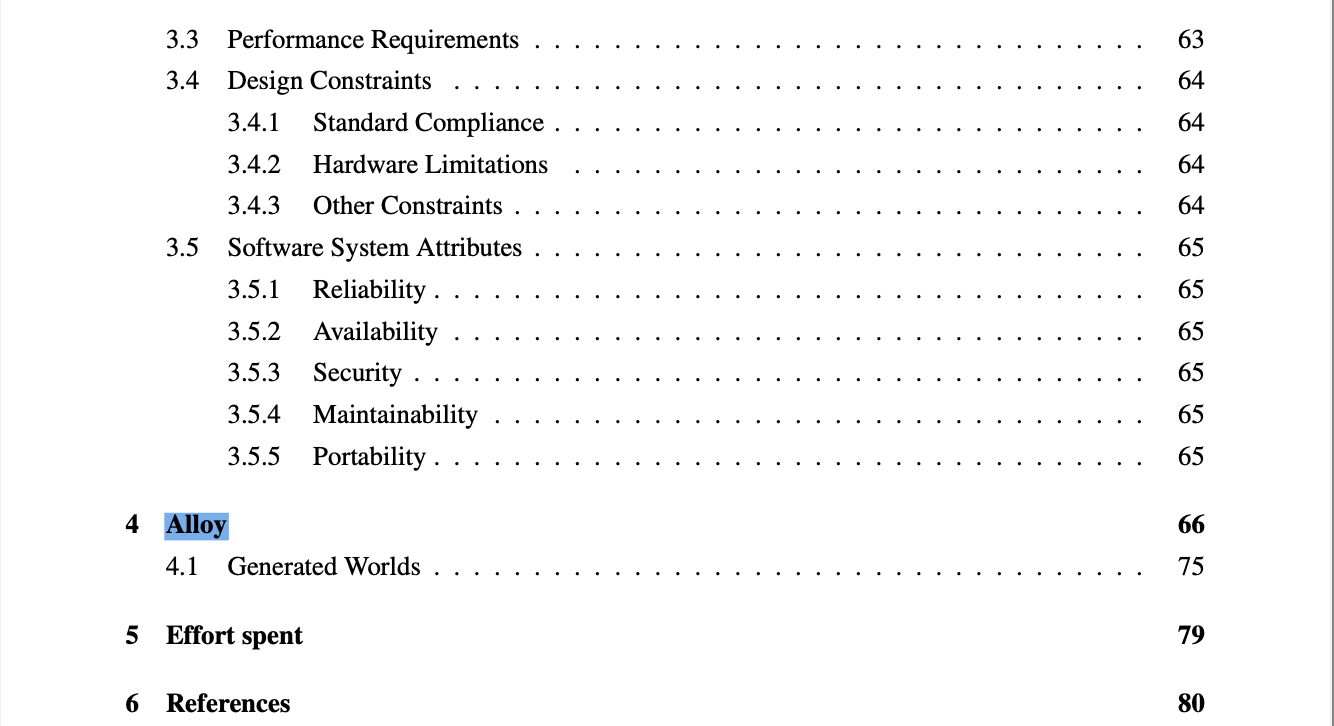 3.3 Performance Requirements . . . . . . . . . . . . . . . . . . . . . . . . . . . . . . . 63
3.4 Design Constraints . . . . . . . . . . . . . . . . . . . . . . . . . . . . . . . . . . . 64
3.4.1 Standard Compliance . . . . . . . . . . . . . . . . . . . . . . . . . . . . . . 64
3.4.2 Hardware Limitations . . . . . . . . . . . . . . . . . . . . . . . . . . . . . 64
3.4.3 Other Constraints . . . . . . . . . . . . . . . . . . . . . . . . . . . . . . . . 64
3.5 Software System Attributes . . . . . . . . . . . . . . . . . . . . . . . . . . . . . . . 65
3.5.1 Reliability . . . . . . . . . . . . . . . . . . . . . . . . . . . . . . . . . . . . 65
3.5.2 Availability . . . . . . . . . . . . . . . . . . . . . . . . . . . . . . . . . . . 65
3.5.3 Security . . . . . . . . . . . . . . . . . . . . . . . . . . . . . . . . . . . . . 65
3.5.4 Maintainability . . . . . . . . . . . . . . . . . . . . . . . . . . . . . . . . . 65
3.5.5 Portability . . . . . . . . . . . . . . . . . . . . . . . . . . . . . . . . . . . . 65
4 Alloy 66
4.1 Generated Worlds . . . . . . . . . . . . . . . . . . . . . . . . . . . . . . . . . . . . 75
5 Effort spent 79
6 References 80